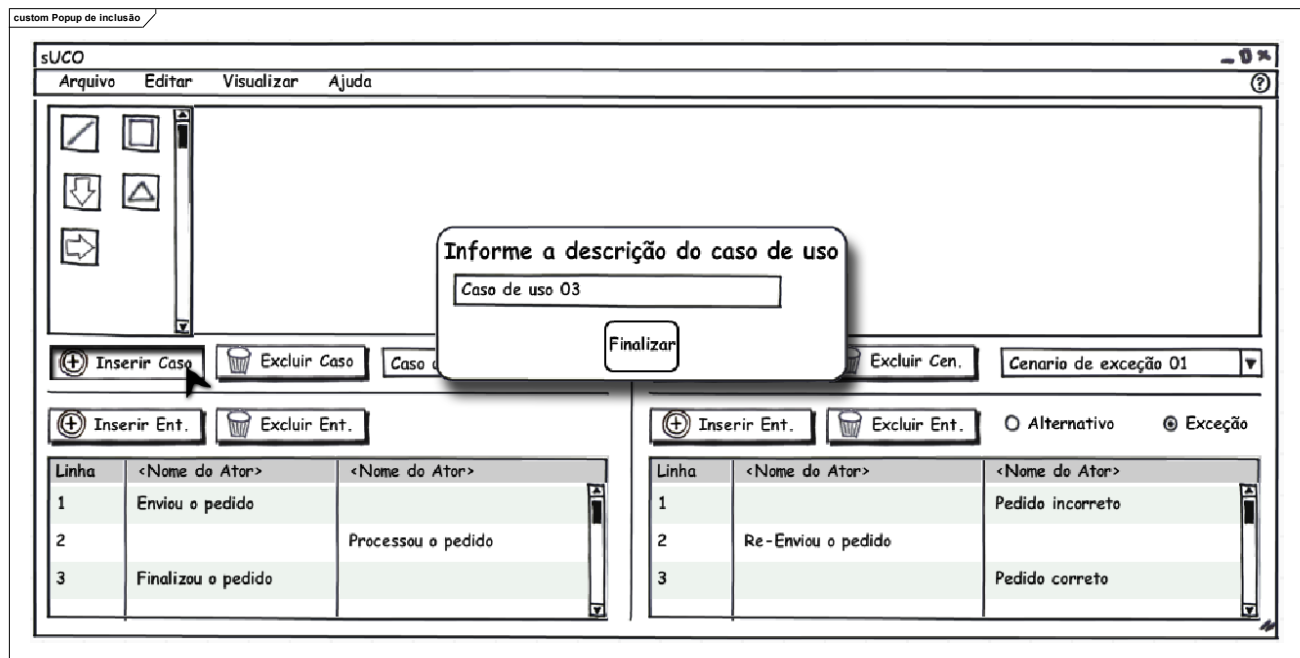 custom Popup de inclusão
sUCO
Arquivo Editar Visualizar Ajuda
Informe a descrição do caso de uso
Caso de uso 03
Finalizar
Inserir Caso Excluir Caso Caso Excluir Cen. Cenario de exceção 01
Inserir Ent. Excluir Ent. Inserir Ent. Excluir Ent. Alternativo Exceção
Linha <Nome do Ator> <Nome do Ator> Linha <Nome do Ator> <Nome do Ator>
1 Enviou o pedido 1 Pedido incorreto
2 Processou o pedido 2 Re-Enviou o pedido
3 Finalizou o pedido 3 Pedido correto